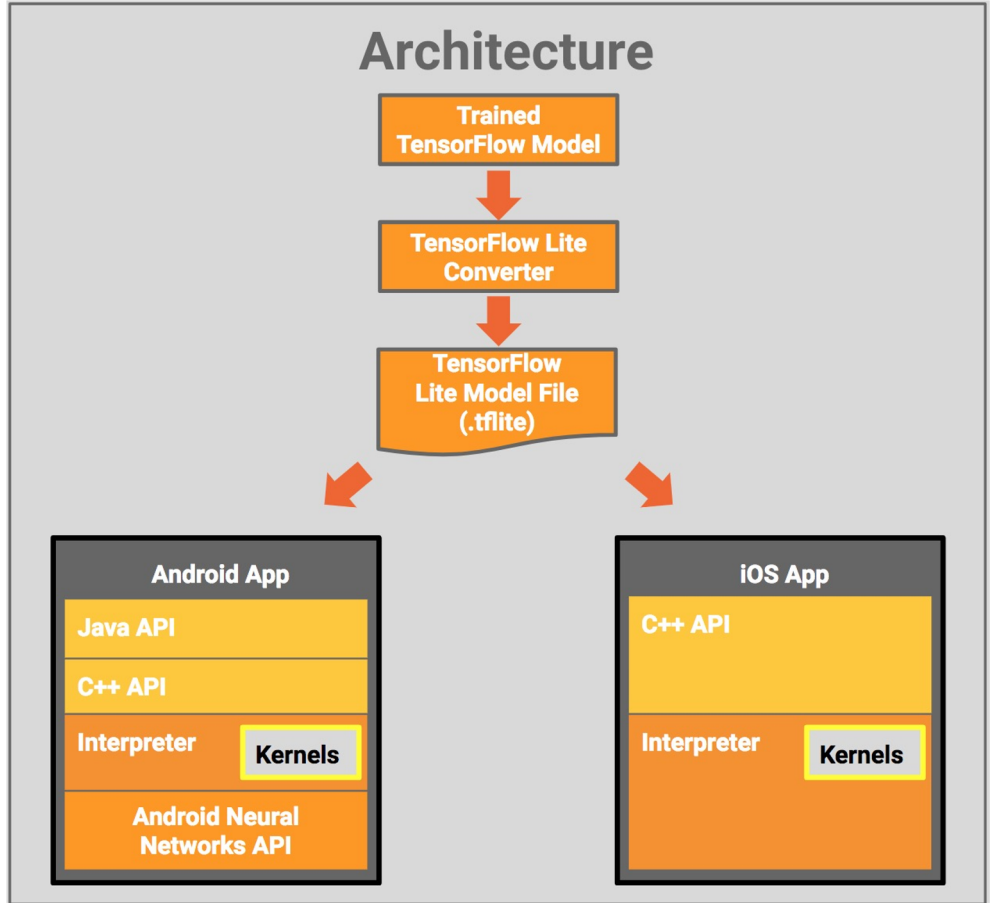 Architecture
Trained
TensorFlow Model
TensorFlow Lite
Converter
TensorFlow
Lite Model File
(.tflite)
Android App
Java API
C++ API
Interpreter
Kernels
Android Neural
Networks API
iOS App
C++ API
Interpreter
Kernels